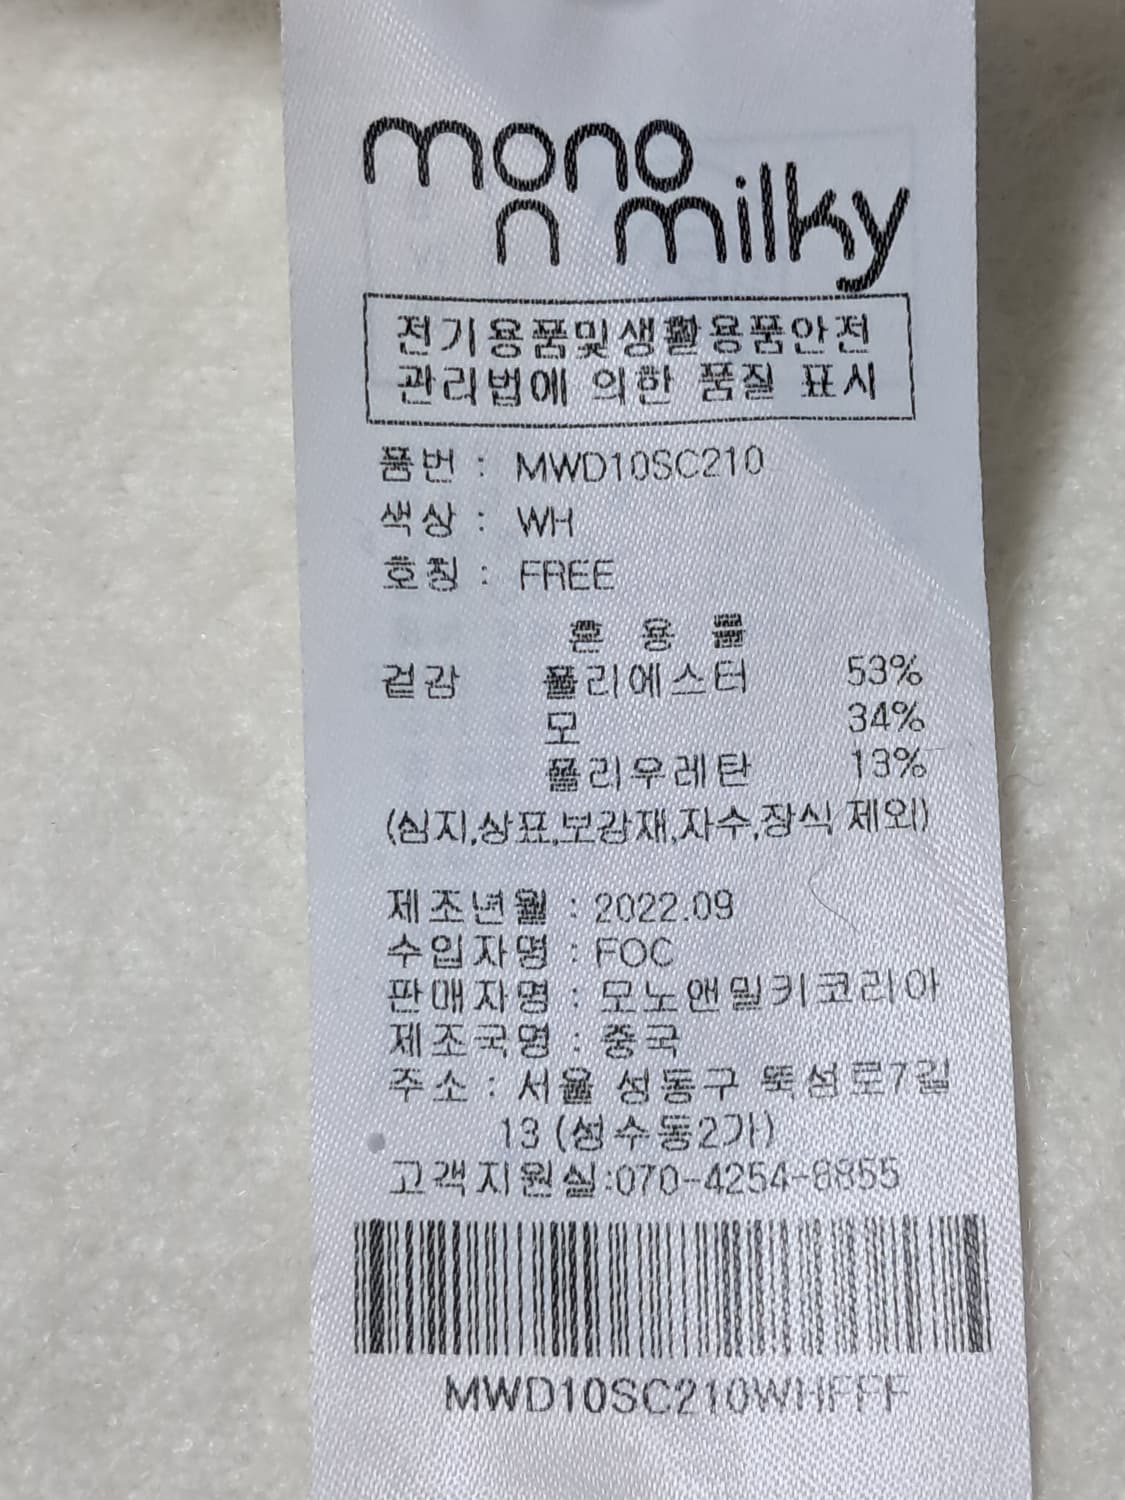 mono
n milky
전기용품및생활용품안전
관리법에 의한 품질 표시
품번 : MWD10SC210
색상 : WH
호칭 : FREE
혼 용 률
겉감 폴리에스터 53%
모 34%
폴리우레탄 13%
(심지,상표,보강재,자수,장식 제외)
제조년월 : 2022.09
수입자명 : FOC
판매자명 : 모노앤밀키코리아
제조국명 : 중국
주소 : 서울 성동구 뚝섬로7길
13 (성수동2가)
고객지원실:070-4254-8855
MWD10SC210WHFFF